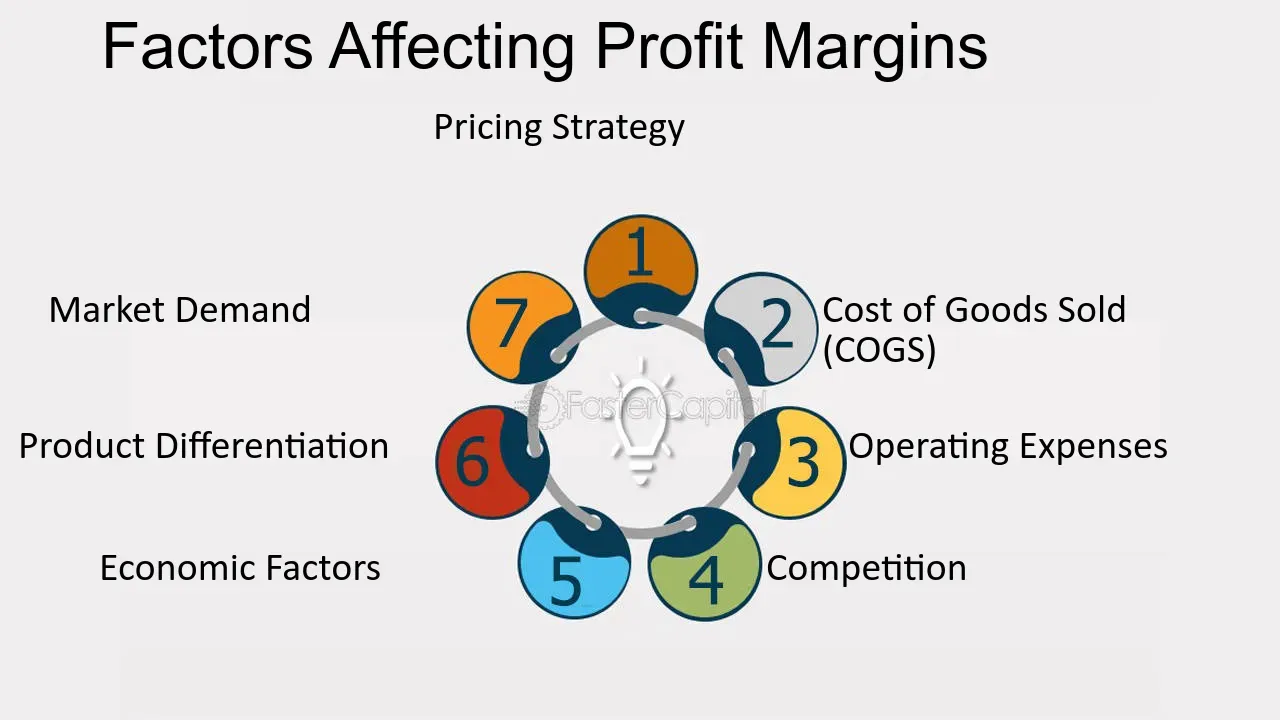 Factors Affecting Profit Margins
Pricing Strategy
1
2
Cost of Goods Sold
(COGS)
3
Operating Expenses
4
Competition
5
Economic Factors
6
Product Differentiation
7
Market Demand
FasterCapital